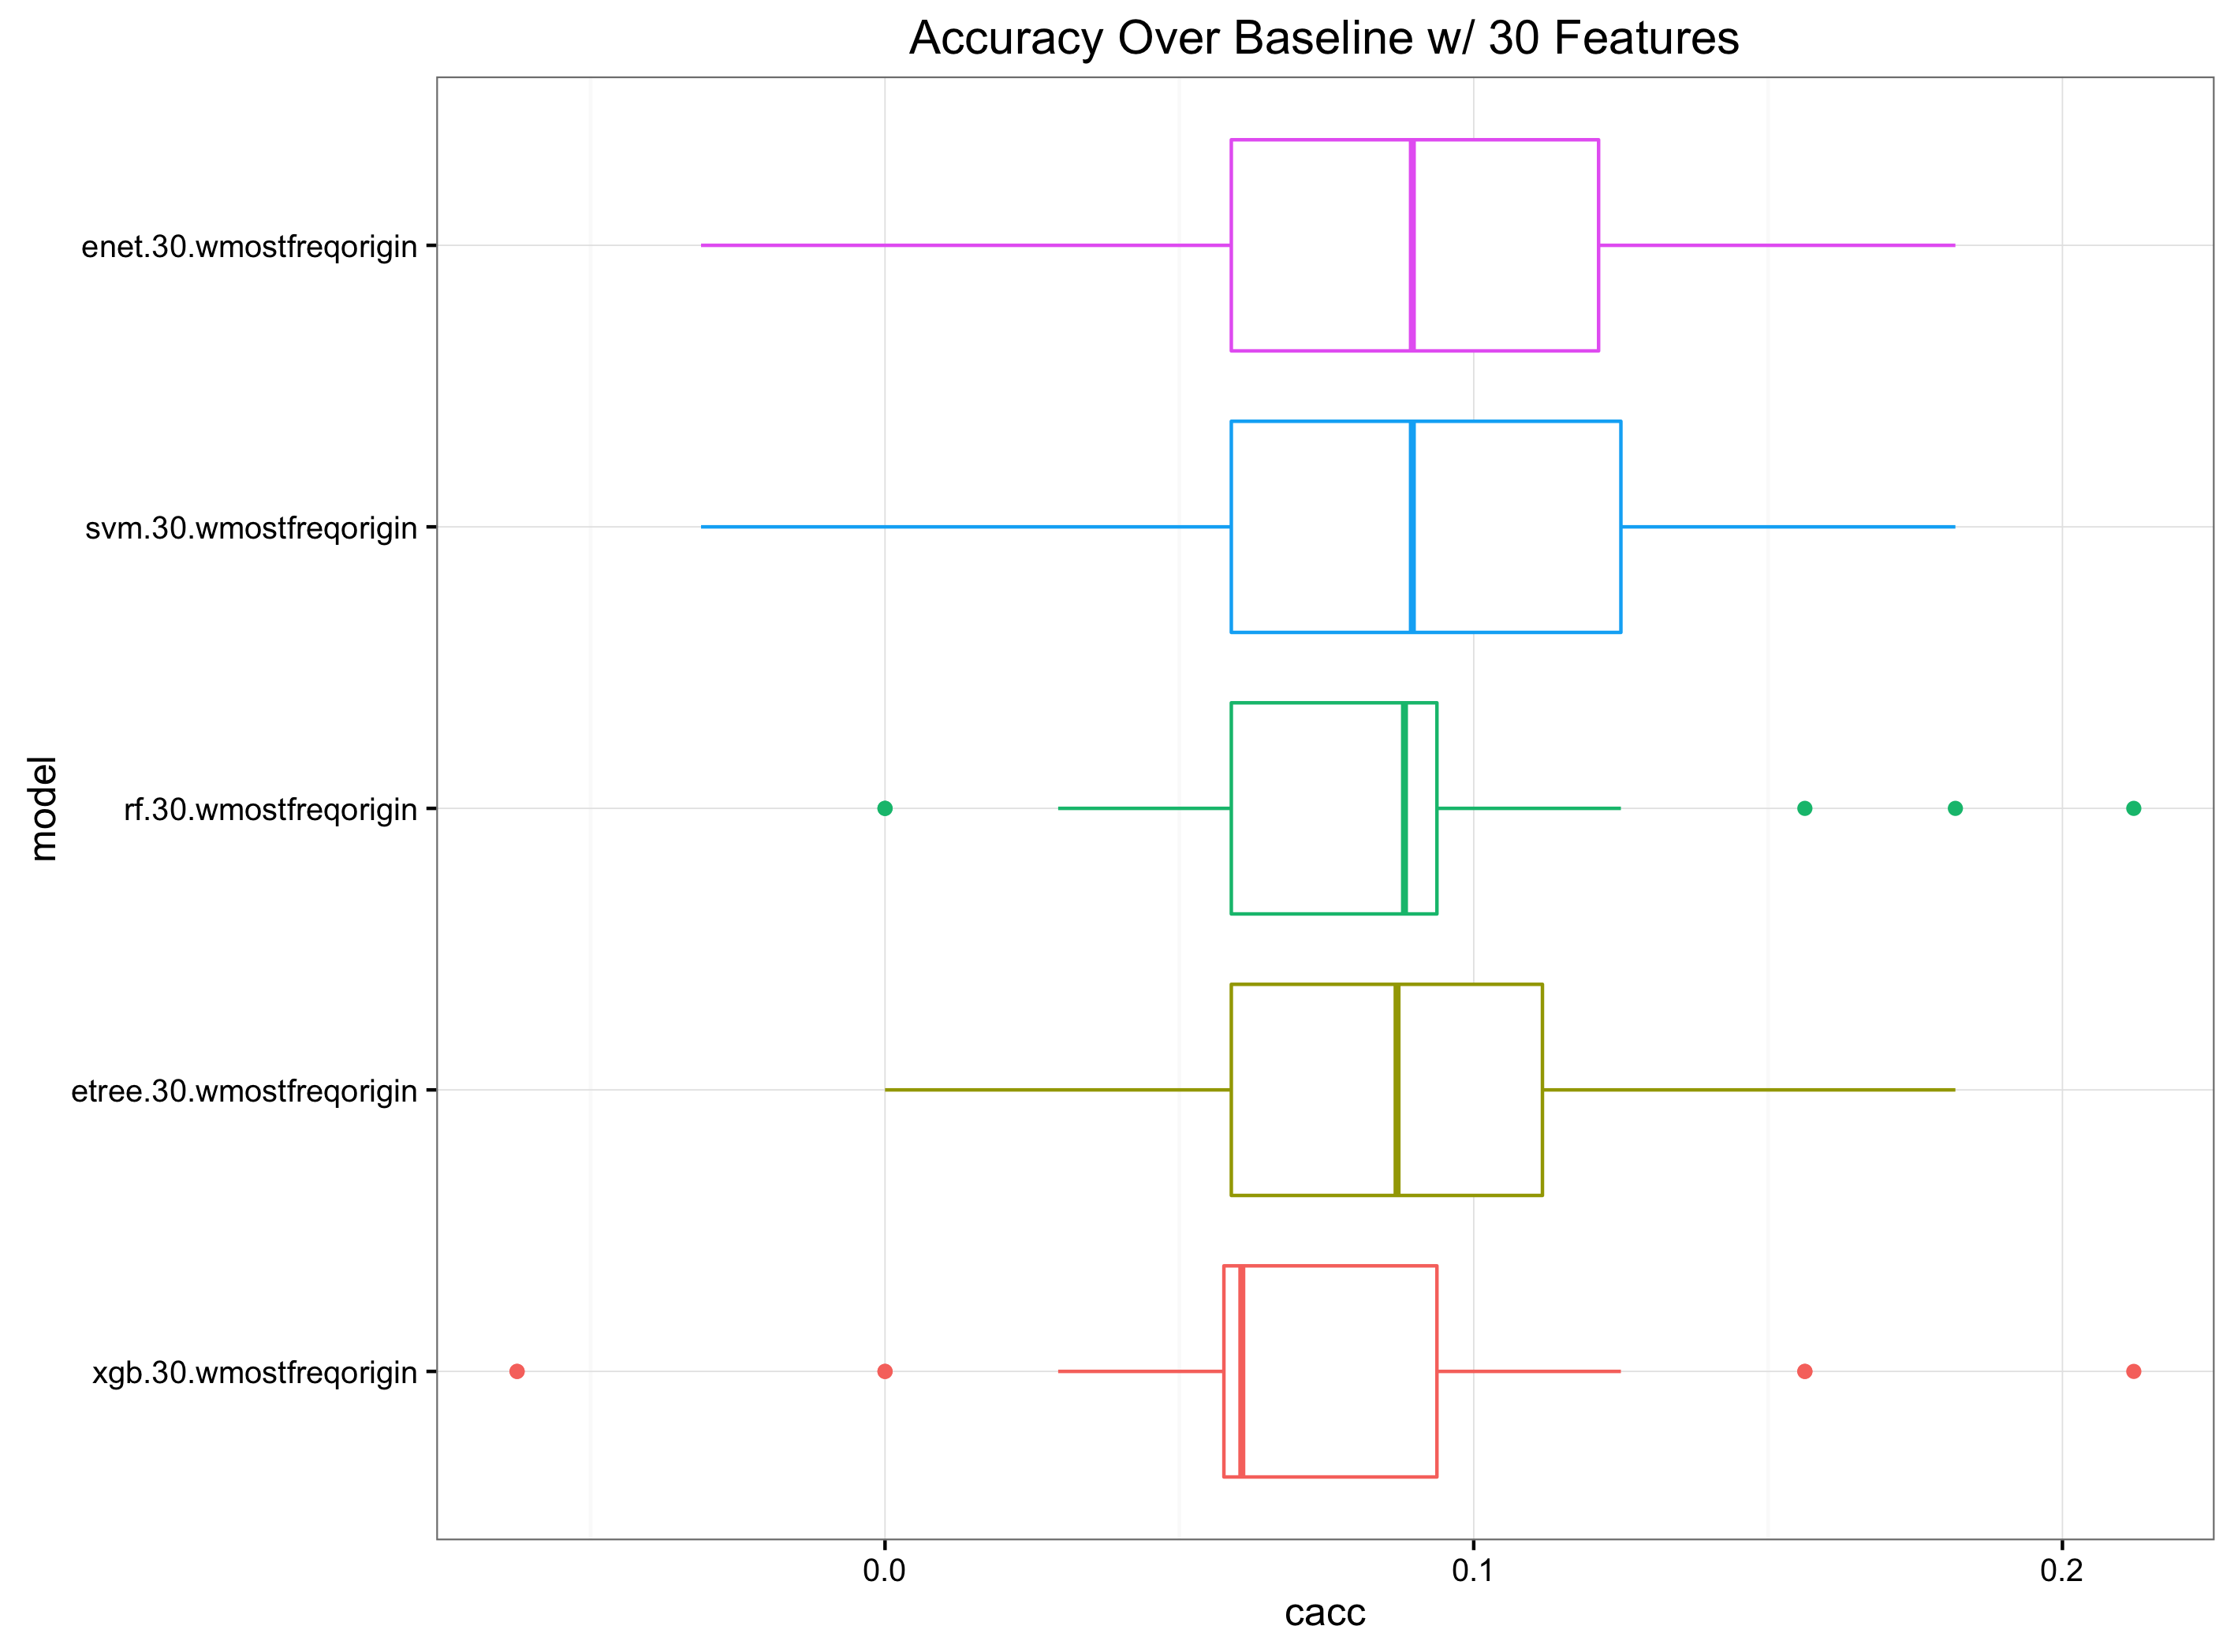 Accuracy Over Baseline w/ 30 Features
model
enet.30.wmostfreqorigin
svm.30.wmostfreqorigin
rf.30.wmostfreqorigin
etree.30.wmostfreqorigin
xgb.30.wmostfreqorigin
0.0 0.1 0.2
cacc